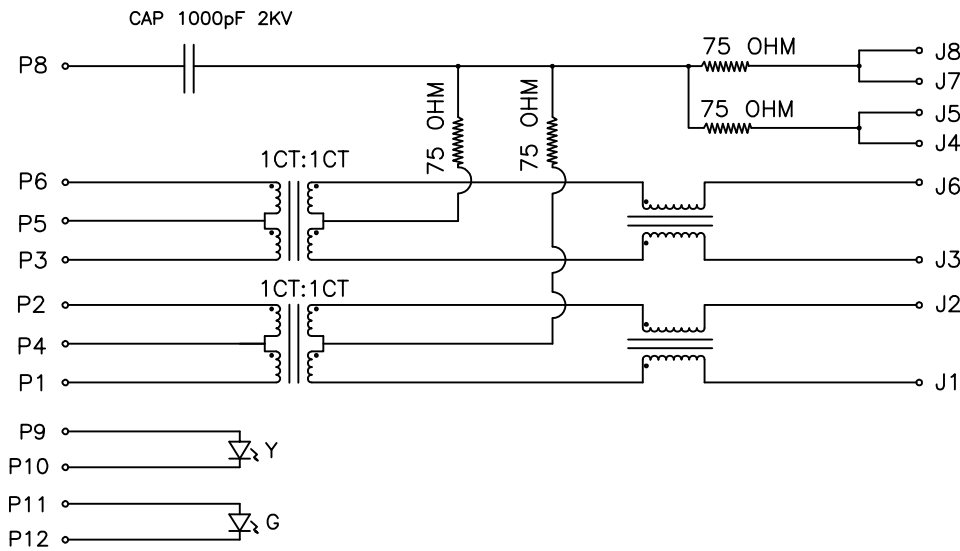 CAP 1000pF 2KV
P8
75 OHM
J8
J7
75 OHM
J5
J4
75 OHM
75 OHM
1CT:1CT
P6
J6
P5
P3
J3
1CT:1CT
P2
J2
P4
P1
J1
P9
Y
P10
P11
G
P12